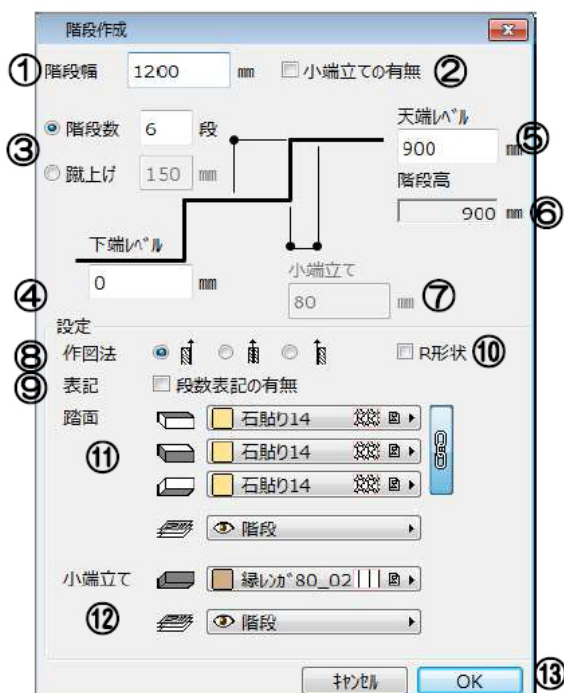 階段作成
① 階段幅 1200 mm 小端立ての有無 ②
③ 階段数 6 段
蹴上げ 150 mm
天端ﾚﾍﾞﾙ
900 mm ⑤
階段高
900 mm ⑥
下端ﾚﾍﾞﾙ
④ 0 mm
小端立て
80 mm ⑦
設定
⑧ 作図法 R形状 ⑩
⑨ 表記 段数表記の有無
踏面 石貼り14
⑪ 石貼り14
石貼り14
階段
小端立て 縁ﾚﾝｶﾞ80_02
⑫ 階段
ｷｬﾝｾﾙ OK ⑬